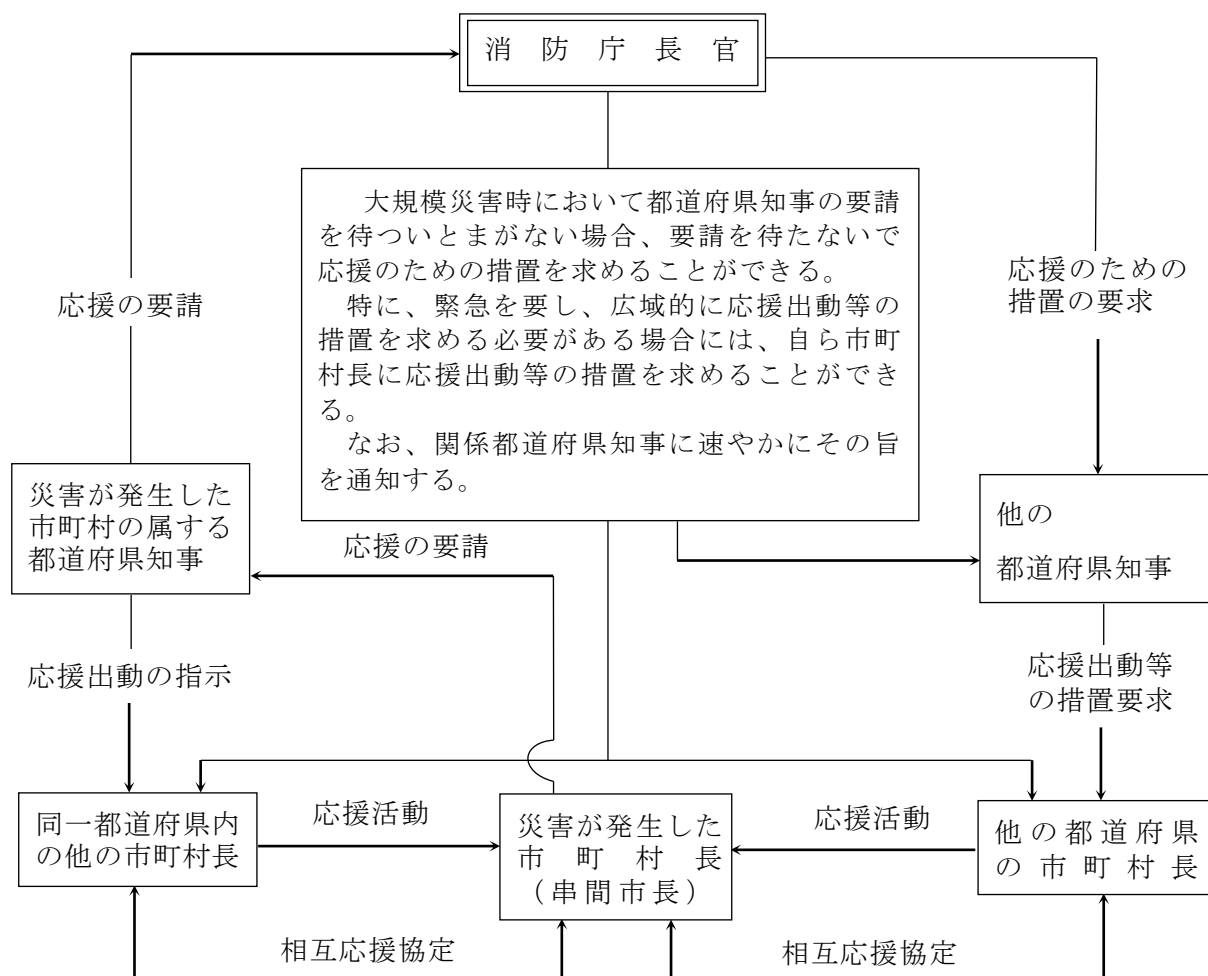 消防庁長官
大規模災害時において都道府県知事の要請
を待ついとまがない場合、要請を待たないで
応援のための措置を求めることができる。
特に、緊急を要し、広域的に応援出動等の
措置を求める必要がある場合には、自ら市町
村長に応援出動等の措置を求めることができ
る。
なお、関係都道府県知事に速やかにその旨
を通知する。
応援の要請
応援のための
措置の要求
災害が発生した
市町村の属する
都道府県知事
応援の要請
他の
都道府県知事
応援出動の指示
応援出動等
の措置要求
同一都道府県内
の他の市町村長
応援活動
災害が発生した
市町村長
（串間市長）
応援活動
他の都道府県
の市町村長
相互応援協定
相互応援協定